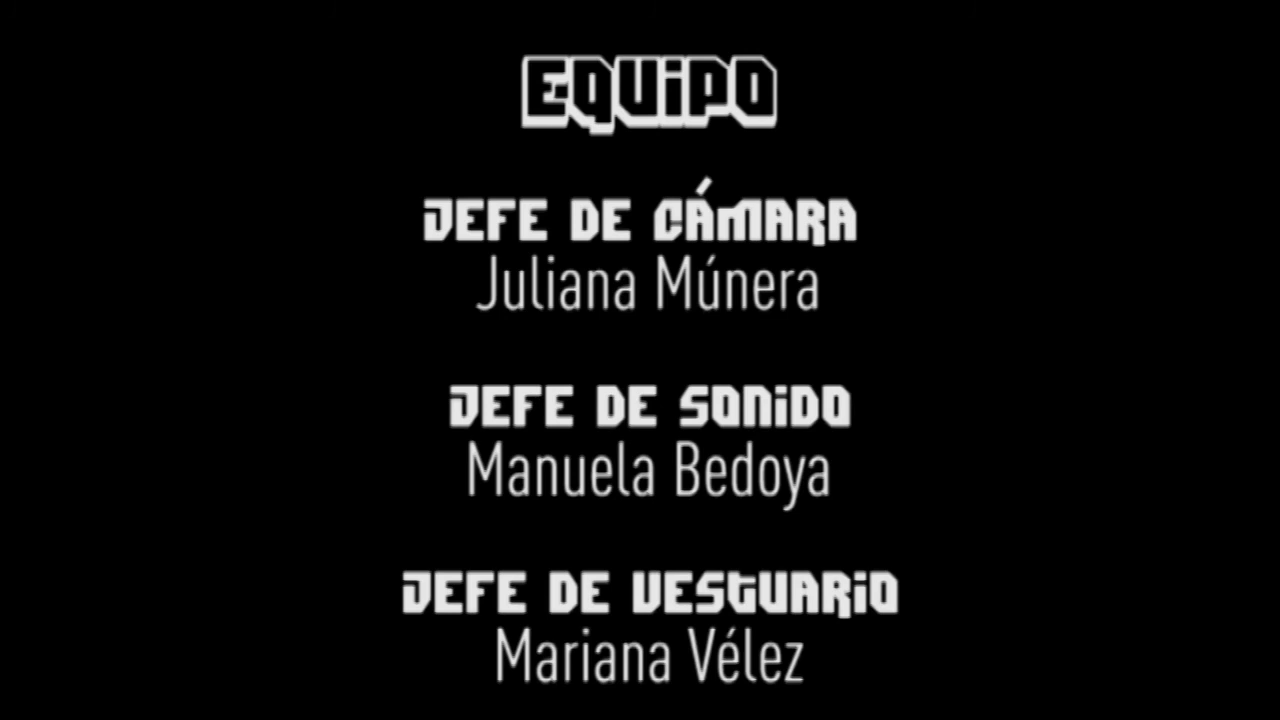 EQUIPO
JEFE DE CÁMARA
Juliana Múnera
JEFE DE SONIDO
Manuela Bedoya
JEFE DE VESTUARIO
Mariana Vélez